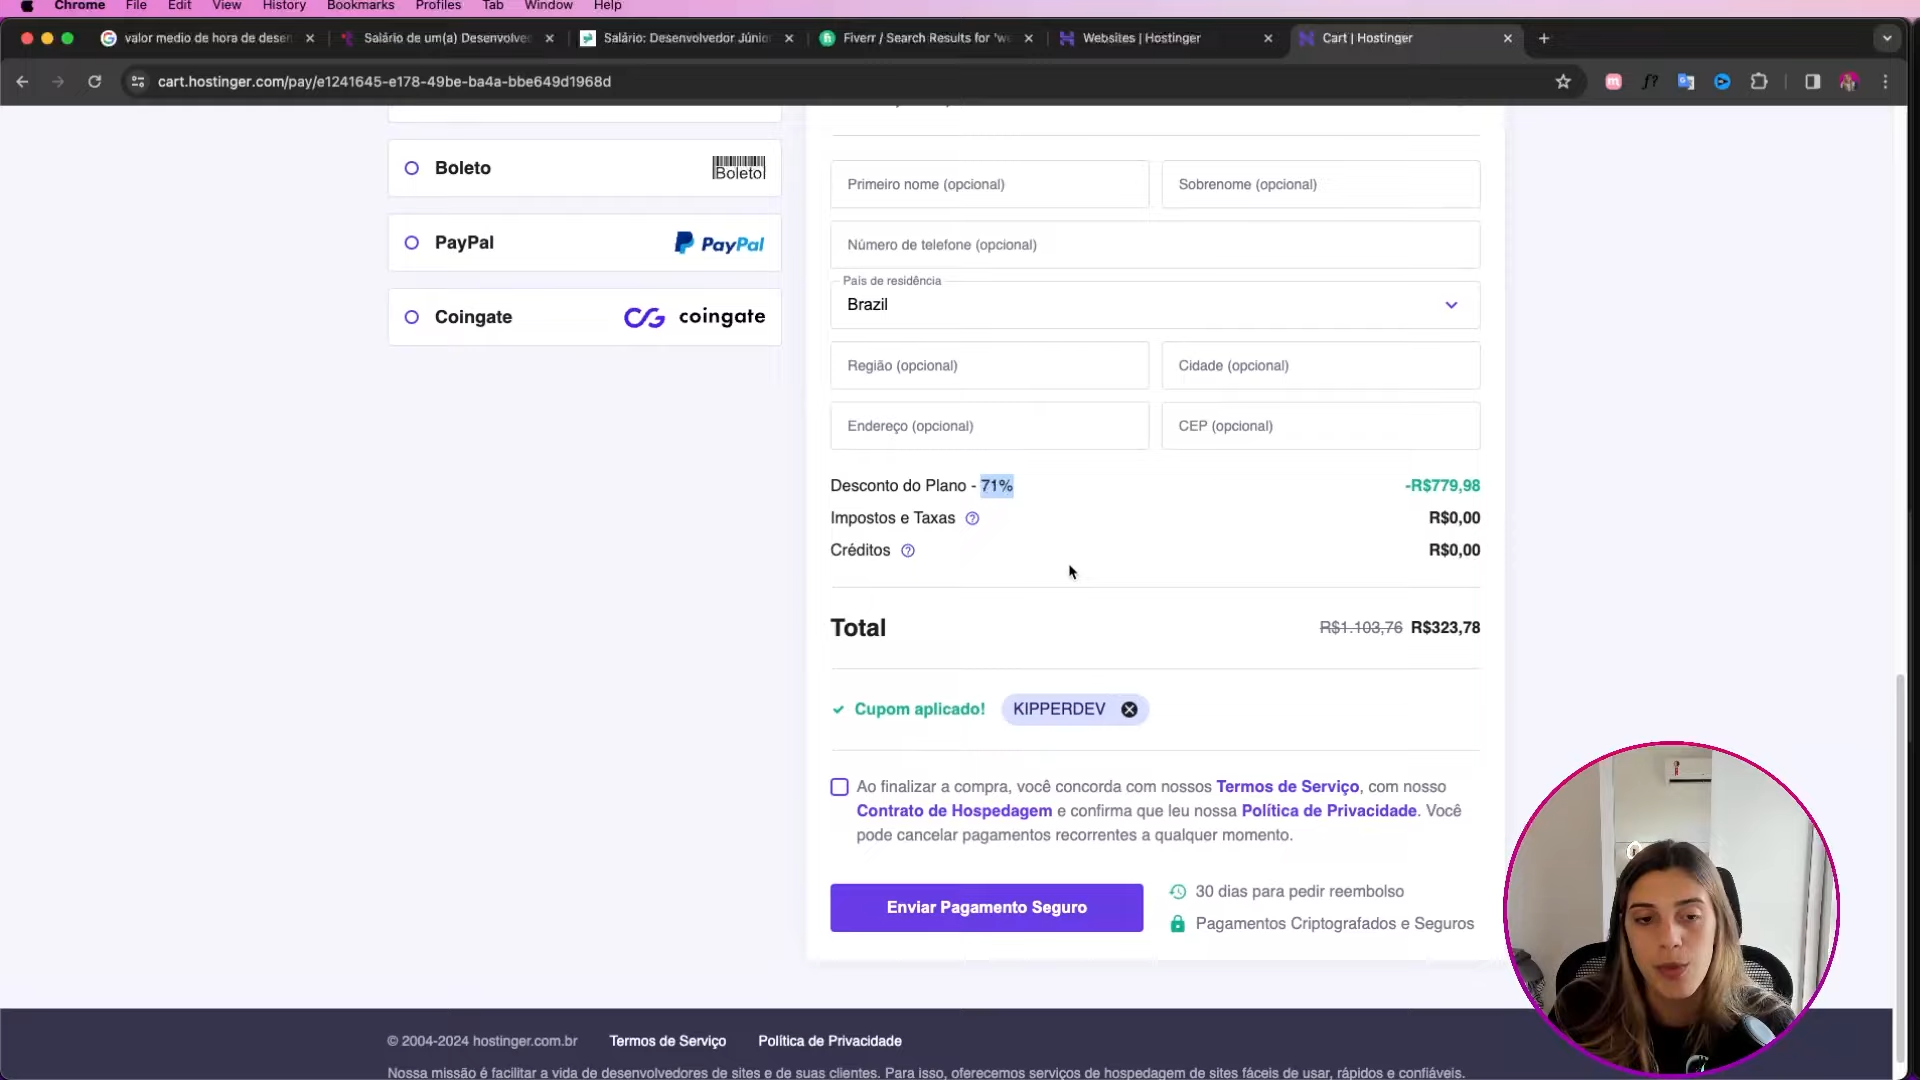 Chrome File Edit View History Bookmarks Profiles Tab Window Help
valor medio de hora de desen
Salário de um(a) Desenvolve
Salário: Desenvolvedor Júnio
Fiverr / Search Results for 'we
Websites | Hostinger
Cart | Hostinger
cart.hostinger.com/pay/e1241645-e178-49be-ba4a-bbe649d1968d
Boleto
Boleto
PayPal
PayPal
Coingate
coingate
Primeiro nome (opcional)
Sobrenome (opcional)
Número de telefone (opcional)
País de residência
Brazil
Região (opcional)
Cidade (opcional)
Endereço (opcional)
CEP (opcional)
Desconto do Plano - 71% -R$779,98
Impostos e Taxas R$0,00
Créditos R$0,00
Total R$1.103,76 R$323,78
Cupom aplicado! KIPPERDEV
Ao finalizar a compra, você concorda com nossos Termos de Serviço, com nosso
Contrato de Hospedagem e confirma que leu nossa Política de Privacidade. Você
pode cancelar pagamentos recorrentes a qualquer momento.
Enviar Pagamento Seguro
30 dias para pedir reembolso
Pagamentos Criptografados e Seguros
© 2004-2024 hostinger.com.br Termos de Serviço Política de Privacidade
Nossa missão é facilitar a vida de desenvolvedores de sites e de suas clientes. Para isso, oferecemos serviços de hospedagem de sites fáceis de usar, rápidos e confiáveis.